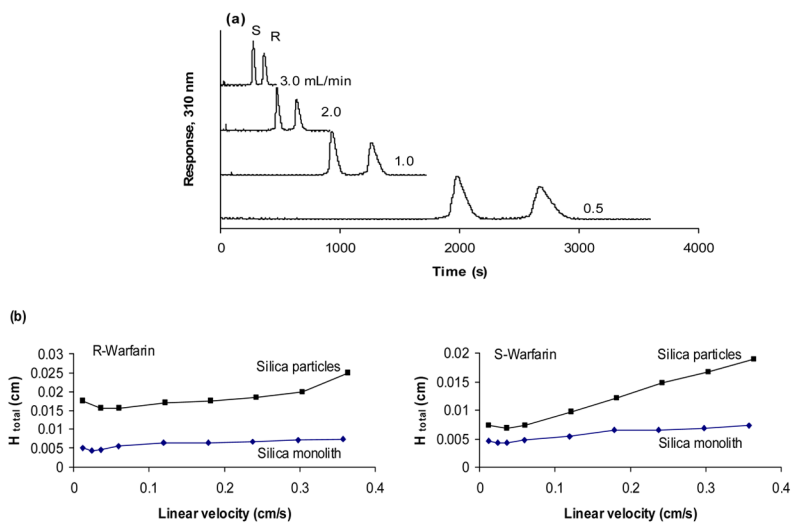 (a)
S
R
3.0 mL/min
2.0
1.0
0.5
Response, 310 nm
0
1000
2000
3000
4000
Time (s)
(b)
R-Warfarin
Silica particles
Silica monolith
H total (cm)
0.03
0.025
0.02
0.015
0.01
0.005
0
0
0.1
0.2
0.3
0.4
Linear velocity (cm/s)
S-Warfarin
Silica particles
Silica monolith
H total (cm)
0.02
0.015
0.01
0.005
0
0
0.1
0.2
0.3
0.4
Linear velocity (cm/s)